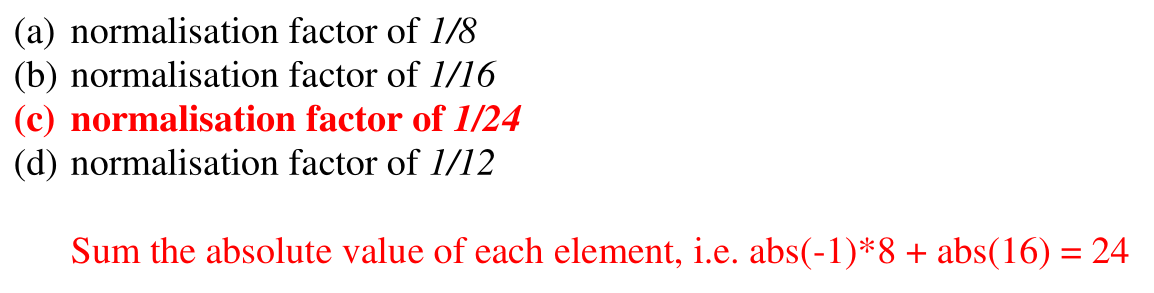 (a) normalisation factor of 1/8
(b) normalisation factor of 1/16
(c) normalisation factor of 1/24
(d) normalisation factor of 1/12
Sum the absolute value of each element, i.e. abs(-1)*8 + abs(16) = 24